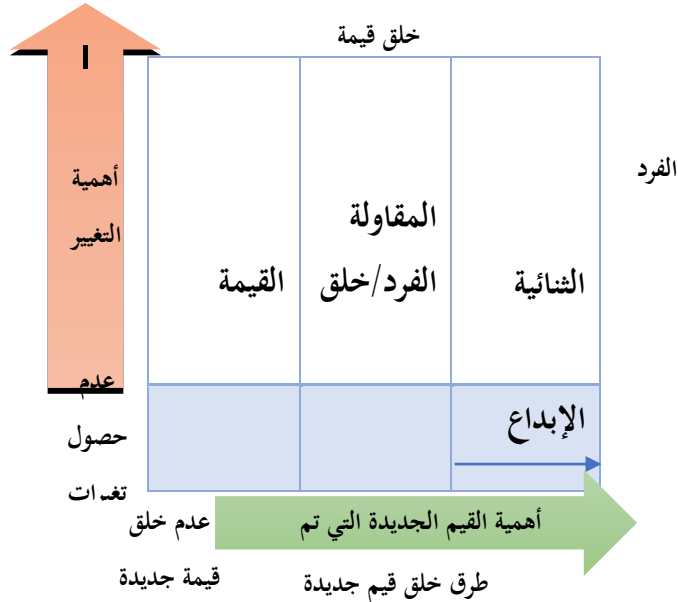 خلق قيمة
الفرد
أهمية
التغيير
المقاولة
الثنائية
الفرد/خلق
القيمة
عدم
حصول
تغيرات
الإبداع
أهمية القيم الجديدة التي تم
عدم خلق
قيمة جديدة
طرق خلق قيم جديدة